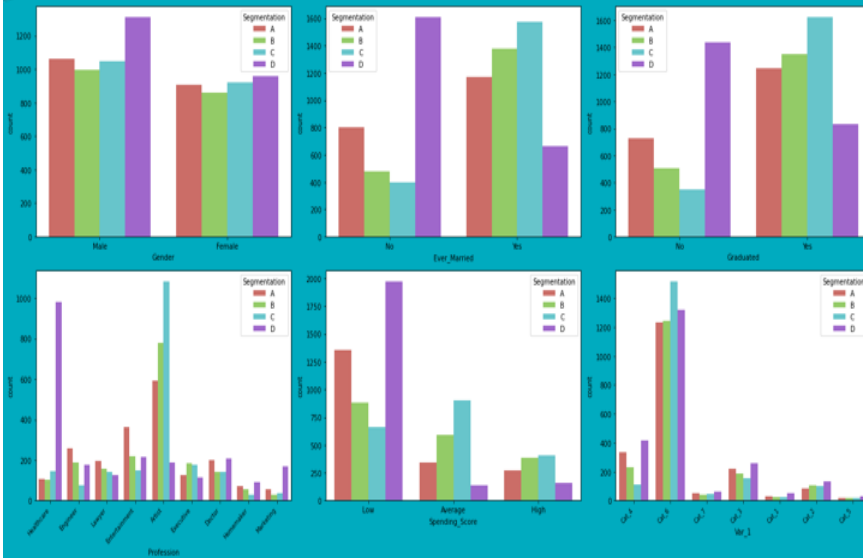 Segmentation
A
B
C
D
count
1200
1000
800
600
400
200
0
Male
Female
Gender
Segmentation
A
B
C
D
count
1600
1400
1200
1000
800
600
400
200
0
No
Yes
Ever_Married
Segmentation
A
B
C
D
count
1600
1400
1200
1000
800
600
400
200
0
No
Yes
Graduated
Segmentation
A
B
C
D
count
1000
800
600
400
200
0
Healthcare
Engineer
Lawyer
Entertainment
Artist
Executive
Doctor
Homemaker
Marketing
Profession
Segmentation
A
B
C
D
count
2000
1750
1500
1250
1000
750
500
250
0
Low
Average
High
Spending_Score
Segmentation
A
B
C
D
count
1400
1200
1000
800
600
400
200
0
Cat_4
Cat_6
Cat_7
Cat_3
Cat_1
Cat_2
Cat_5
Var_1